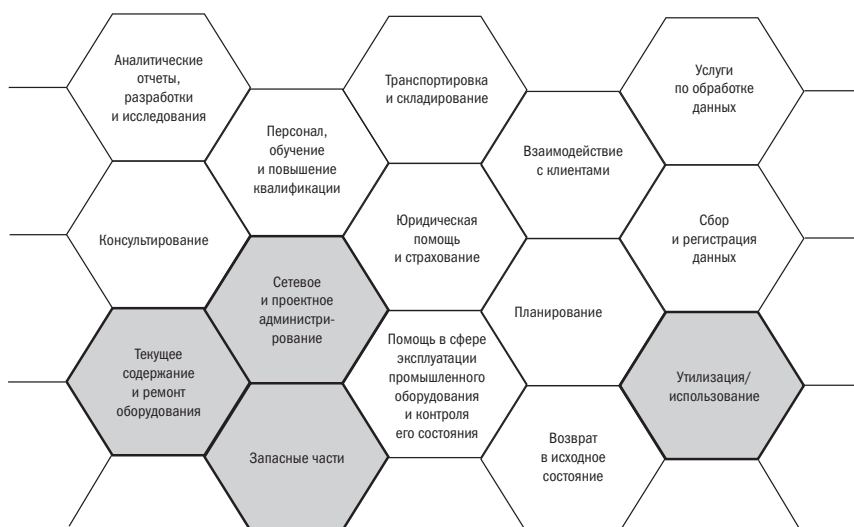 Аналитические
отчеты,
разработки
и исследования
Транспортировка
и складирование
Услуги
по обработке
данных
Персонал,
обучение
и повышение
квалификации
Взаимодействие
с клиентами
Консультирование
Юридическая
помощь
и страхование
Сбор
и регистрация
данных
Сетевое
и проектное
администри-
рование
Планирование
Текущее
содержание
и ремонт
оборудования
Помощь в сфере
эксплуатации
промышленного
оборудования
и контроля
его состояния
Утилизация/
использование
Запасные части
Возврат
в исходное
состояние